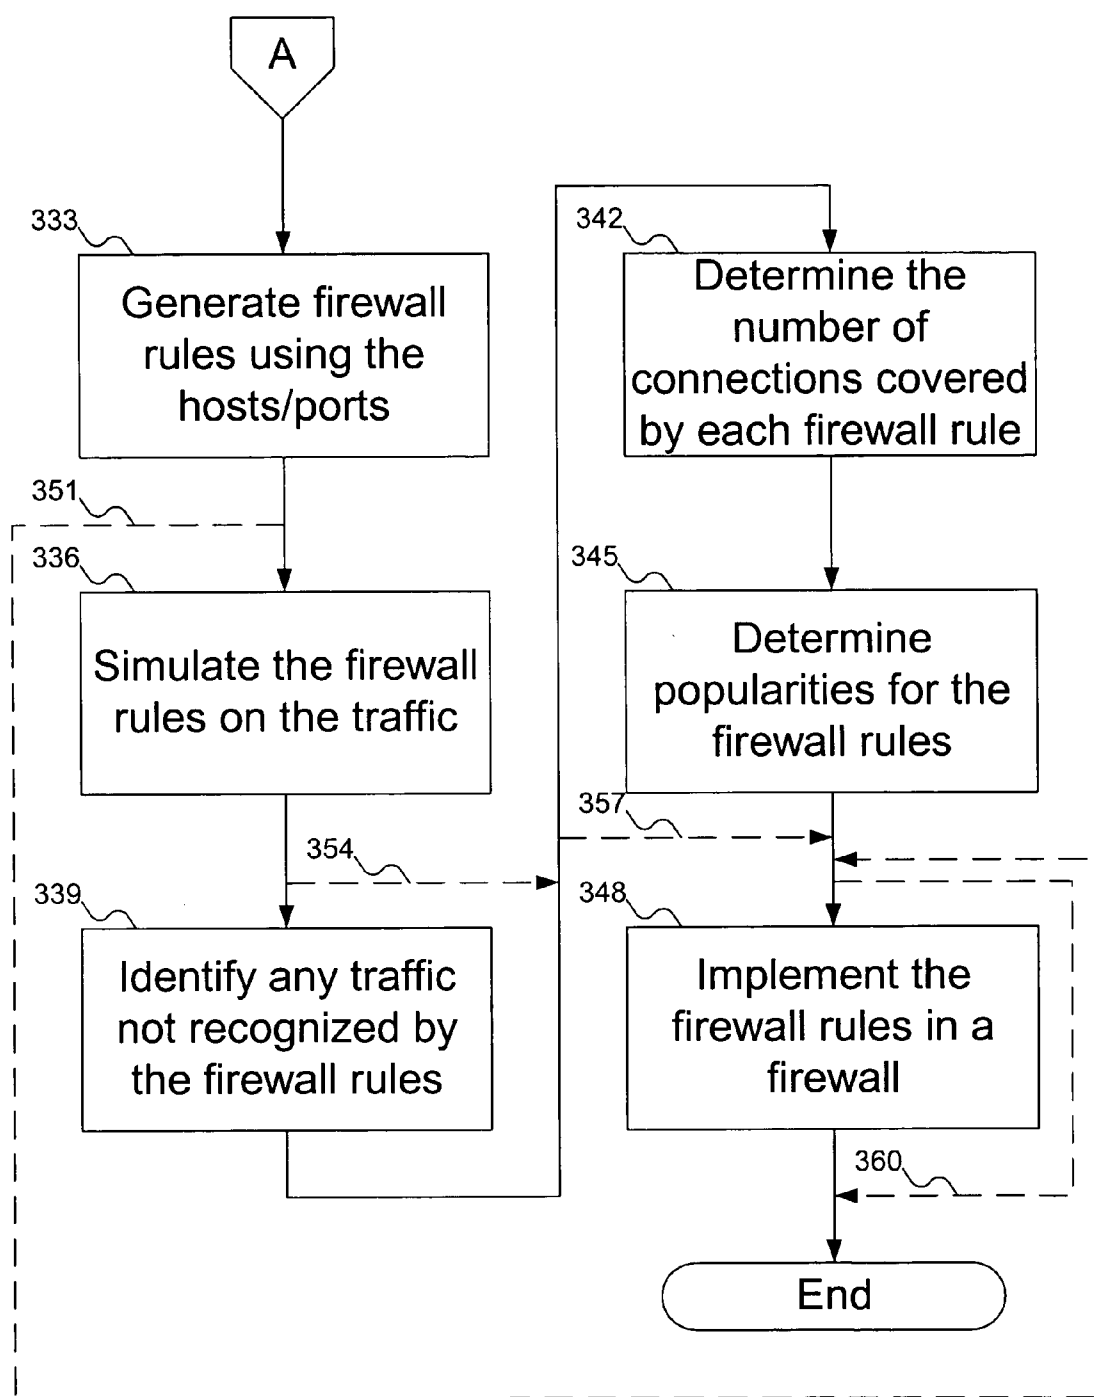 A
333
Generate firewall
rules using the
hosts/ports
351
336
Simulate the firewall
rules on the traffic
354
339
Identify any traffic
not recognized by
the firewall rules
342
Determine the
number of
connections covered
by each firewall rule
345
Determine
popularities for the
firewall rules
357
348
Implement the
firewall rules in a
firewall
360
End